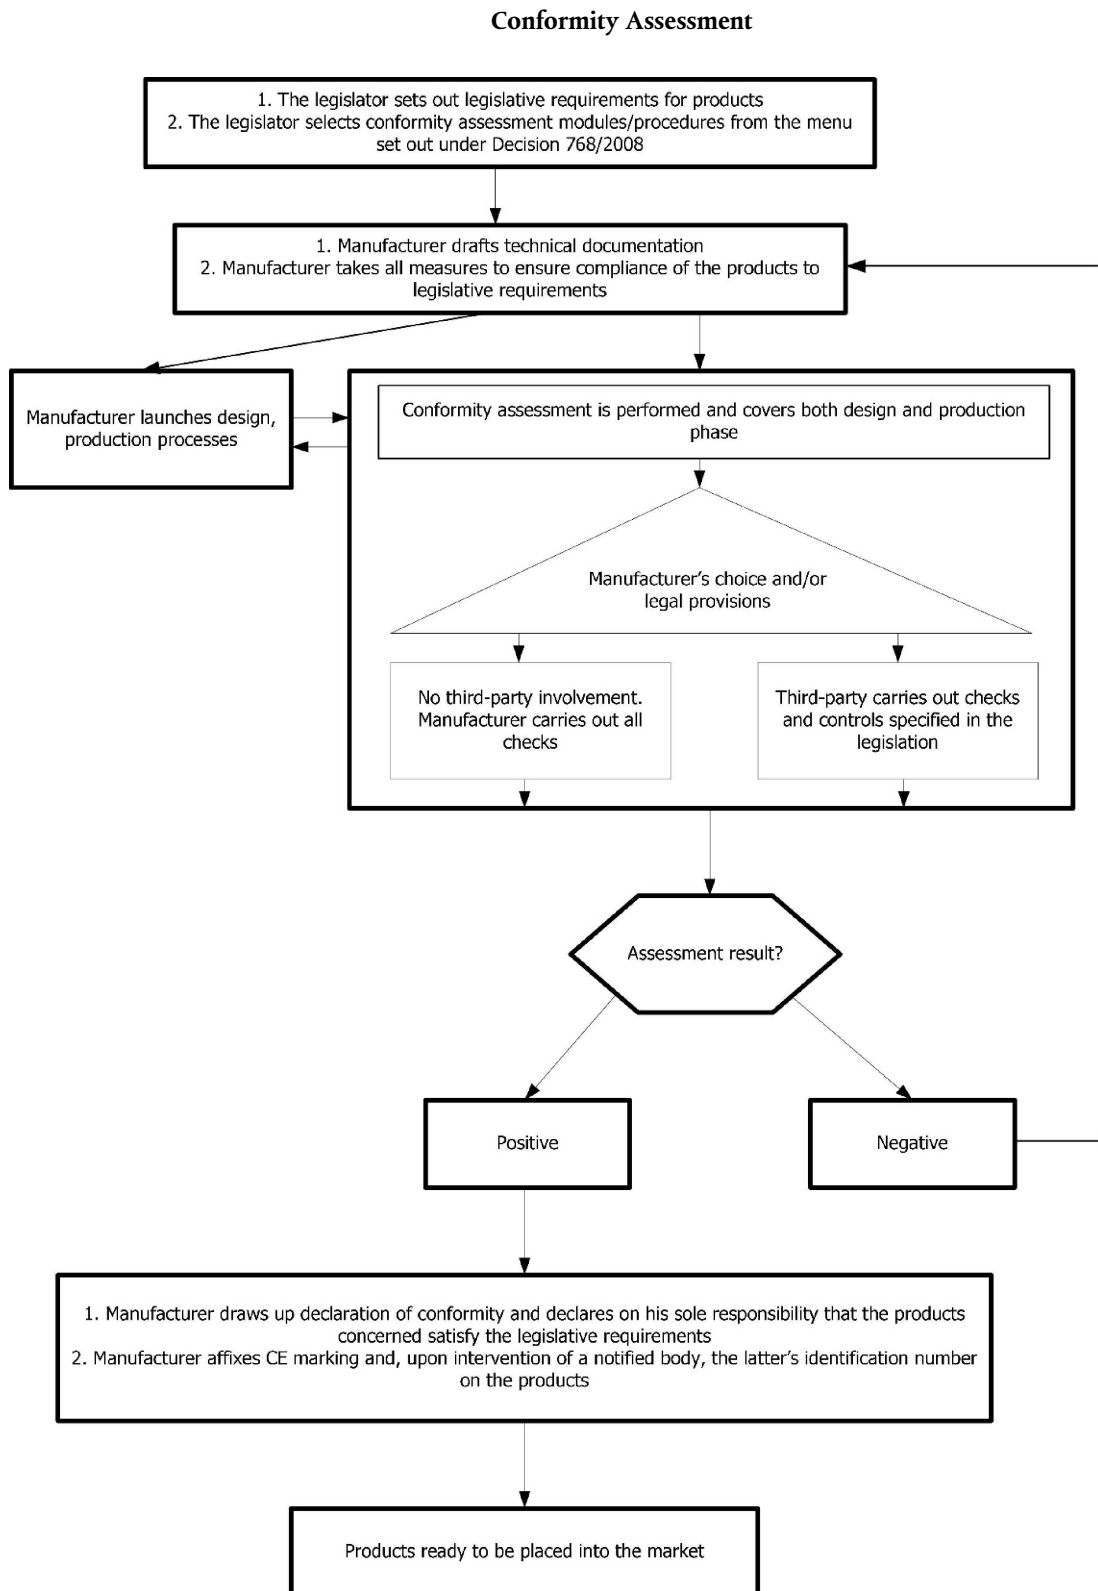 Conformity Assessment
1. The legislator sets out legislative requirements for products
2. The legislator selects conformity assessment modules/procedures from the menu
set out under Decision 768/2008
1. Manufacturer drafts technical documentation
2. Manufacturer takes all measures to ensure compliance of the products to
legislative requirements
Manufacturer launches design,
production processes
Conformity assessment is performed and covers both design and production
phase
Manufacturer's choice and/or
legal provisions
No third-party involvement.
Manufacturer carries out all
checks
Third-party carries out checks
and controls specified in the
legislation
Assessment result?
Positive
Negative
1. Manufacturer draws up declaration of conformity and declares on his sole responsibility that the products
concerned satisfy the legislative requirements
2. Manufacturer affixes CE marking and, upon intervention of a notified body, the latter's identification number
on the products
Products ready to be placed into the market